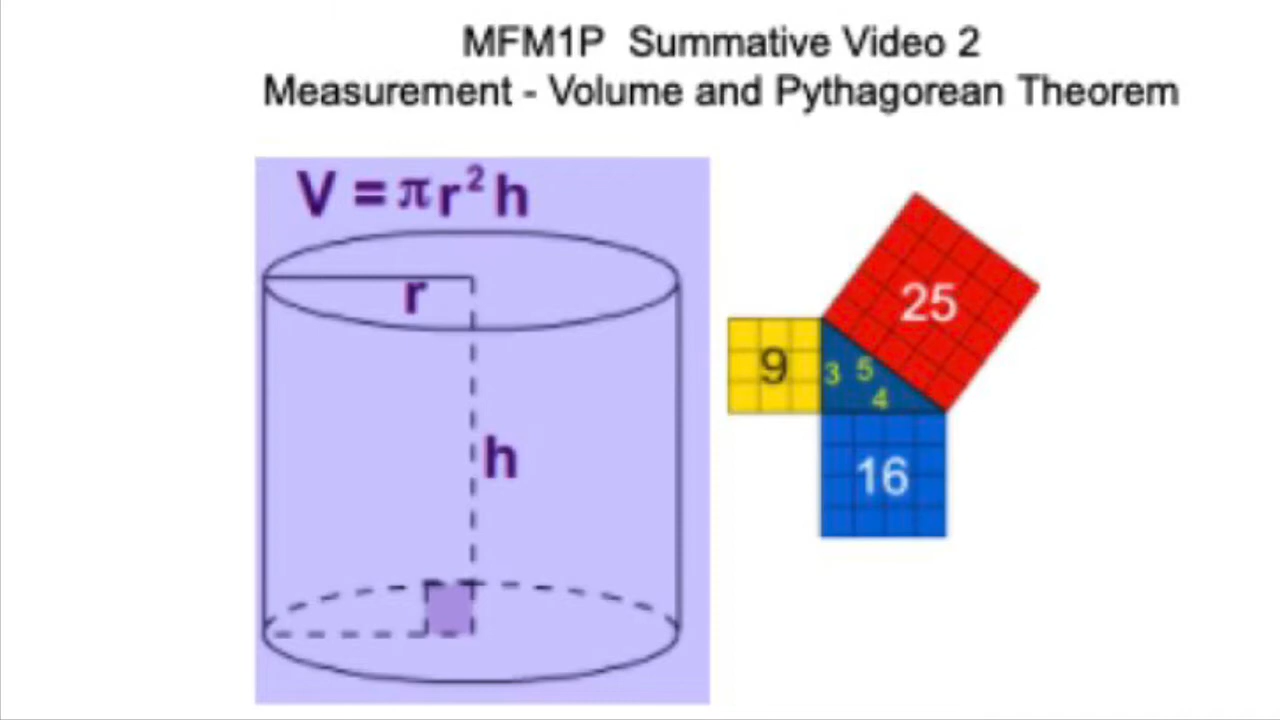 MFM1P Summative Video 2
Measurement - Volume and Pythagorean Theorem
V = πr²h
r
h
25
9
3 5
4
16